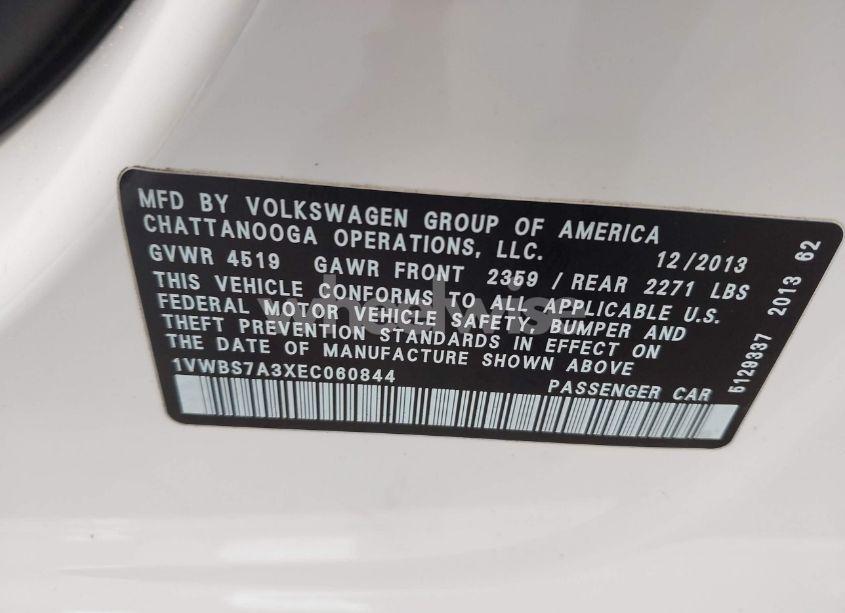 MFD BY VOLKSWAGEN GROUP OF AMERICA
CHATTANOOGA OPERATIONS, LLC. 12/2013
GVWR 4519 GAWR FRONT 2359 / REAR 2271 LBS
THIS VEHICLE CONFORMS TO ALL APPLICABLE U.S.
FEDERAL MOTOR VEHICLE SAFETY, BUMPER AND
THEFT PREVENTION STANDARDS IN EFFECT ON
THE DATE OF MANUFACTURE SHOWN ABOVE
1VWBS7A3XEC060844 PASSENGER CAR
5129337 2013 62
wheelwise